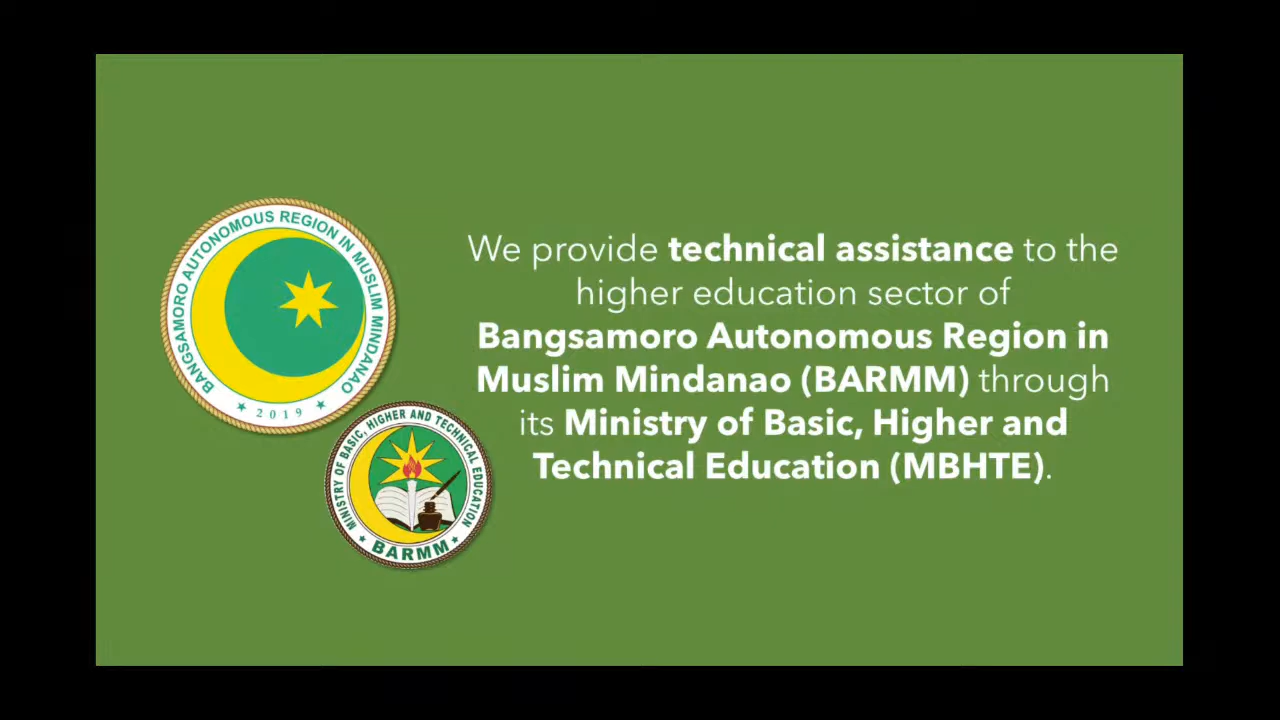 BANGSAMORO AUTONOMOUS REGION IN MUSLIM MINDANAO
2019
MINISTRY OF BASIC, HIGHER AND TECHNICAL EDUCATION
BARMM
We provide technical assistance to the
higher education sector of
Bangsamoro Autonomous Region in
Muslim Mindanao (BARMM) through
its Ministry of Basic, Higher and
Technical Education (MBHTE).